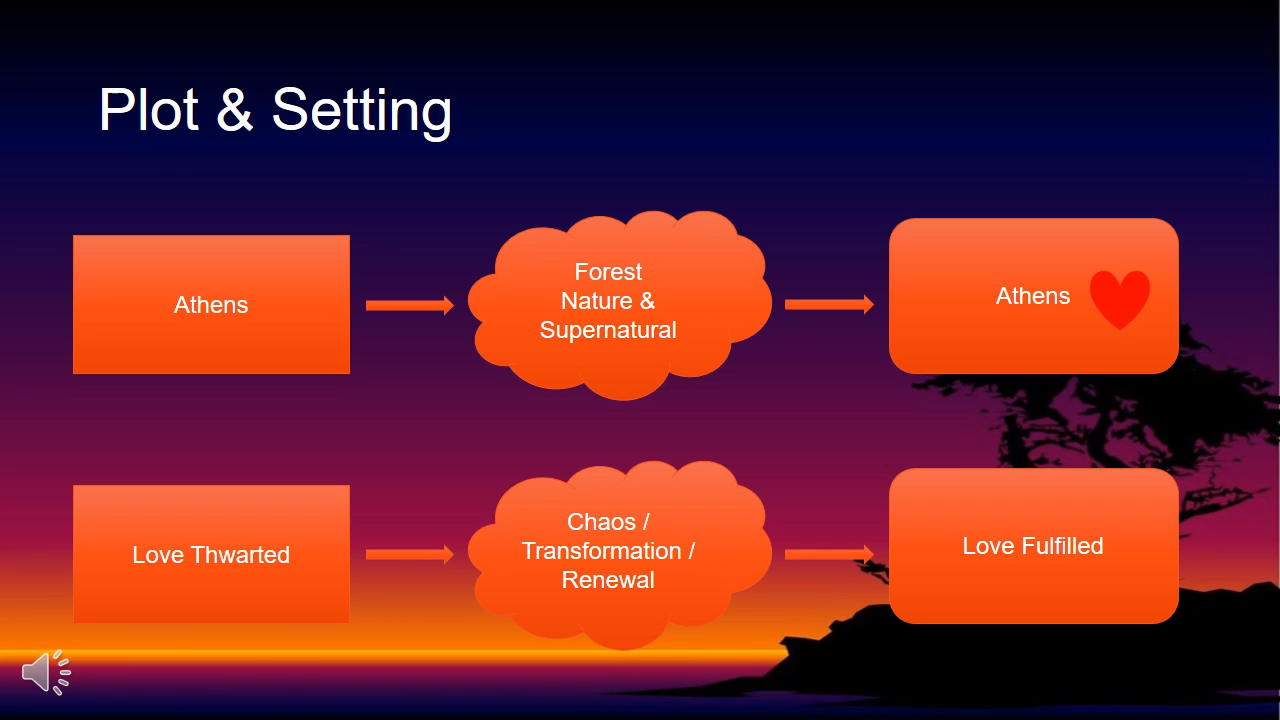 Plot & Setting
Athens
Forest
Nature &
Supernatural
Athens
Love Thwarted
Chaos /
Transformation /
Renewal
Love Fulfilled